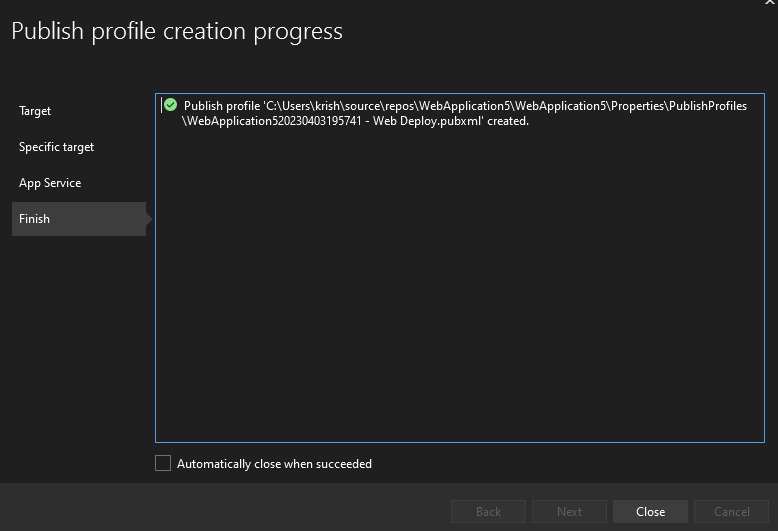 Publish profile creation progress
Target
Specific target
App Service
Finish
Publish profile 'C:\Users\krish\source\repos\WebApplication5\WebApplication5\Properties\PublishProfiles
\WebApplication520230403195741 - Web Deploy.pubxml' created.
Automatically close when succeeded
Back
Next
Close
Cancel